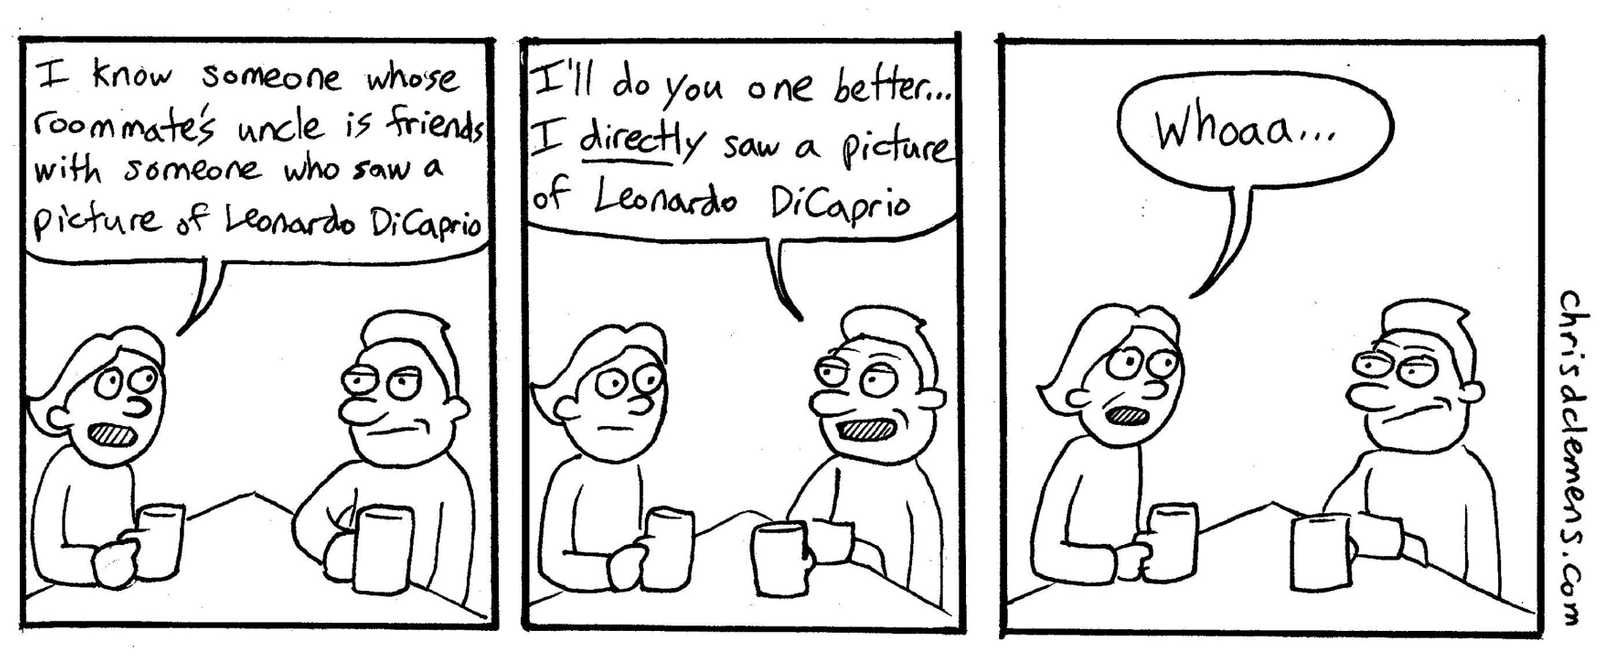 I know someone whose
roommate's uncle is friends
with someone who saw a
picture of Leonardo DiCaprio
I'll do you one better...
I directly saw a picture
of Leonardo DiCaprio
Whoaa...
chrisdclemens.com